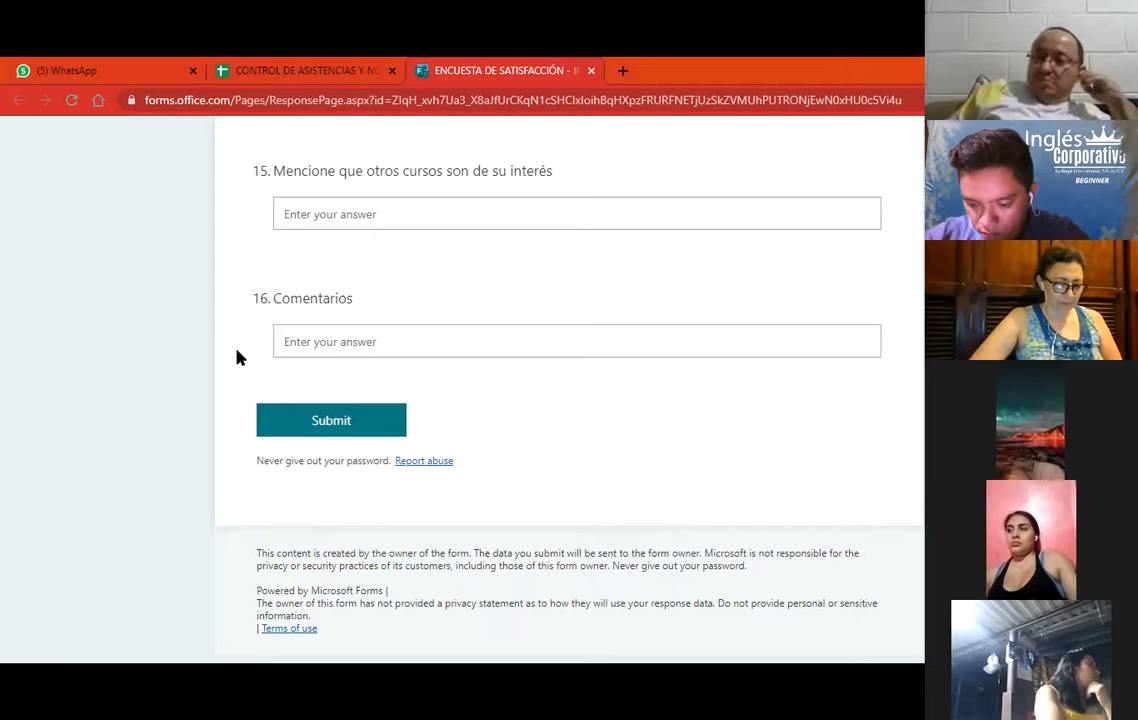 (5) WhatsApp
CONTROL DE ASISTENCIAS Y NO
ENCUESTA DE SATISFACCIÓN - I
forms.office.com/Pages/ResponsePage.aspx?id=ZIqH_xvh7Ua3_X8aJfUrCKqN1cSHClxIoihBqHXpzFRURFNETjUzSkZVMUhPUTRONjEwN0xHU0c5Vi4u
15. Mencione que otros cursos son de su interés
Enter your answer
16. Comentarios
Enter your answer
Submit
Never give out your password. Report abuse
This content is created by the owner of the form. The data you submit will be sent to the form owner. Microsoft is not responsible for the
privacy or security practices of its customers, including those of this form owner. Never give out your password.
Powered by Microsoft Forms |
The owner of this form has not provided a privacy statement as to how they will use your response data. Do not provide personal or sensitive
information.
| Terms of use
Inglés
Corporativo
By Regal International, S.A. de C.V.
BEGINNER